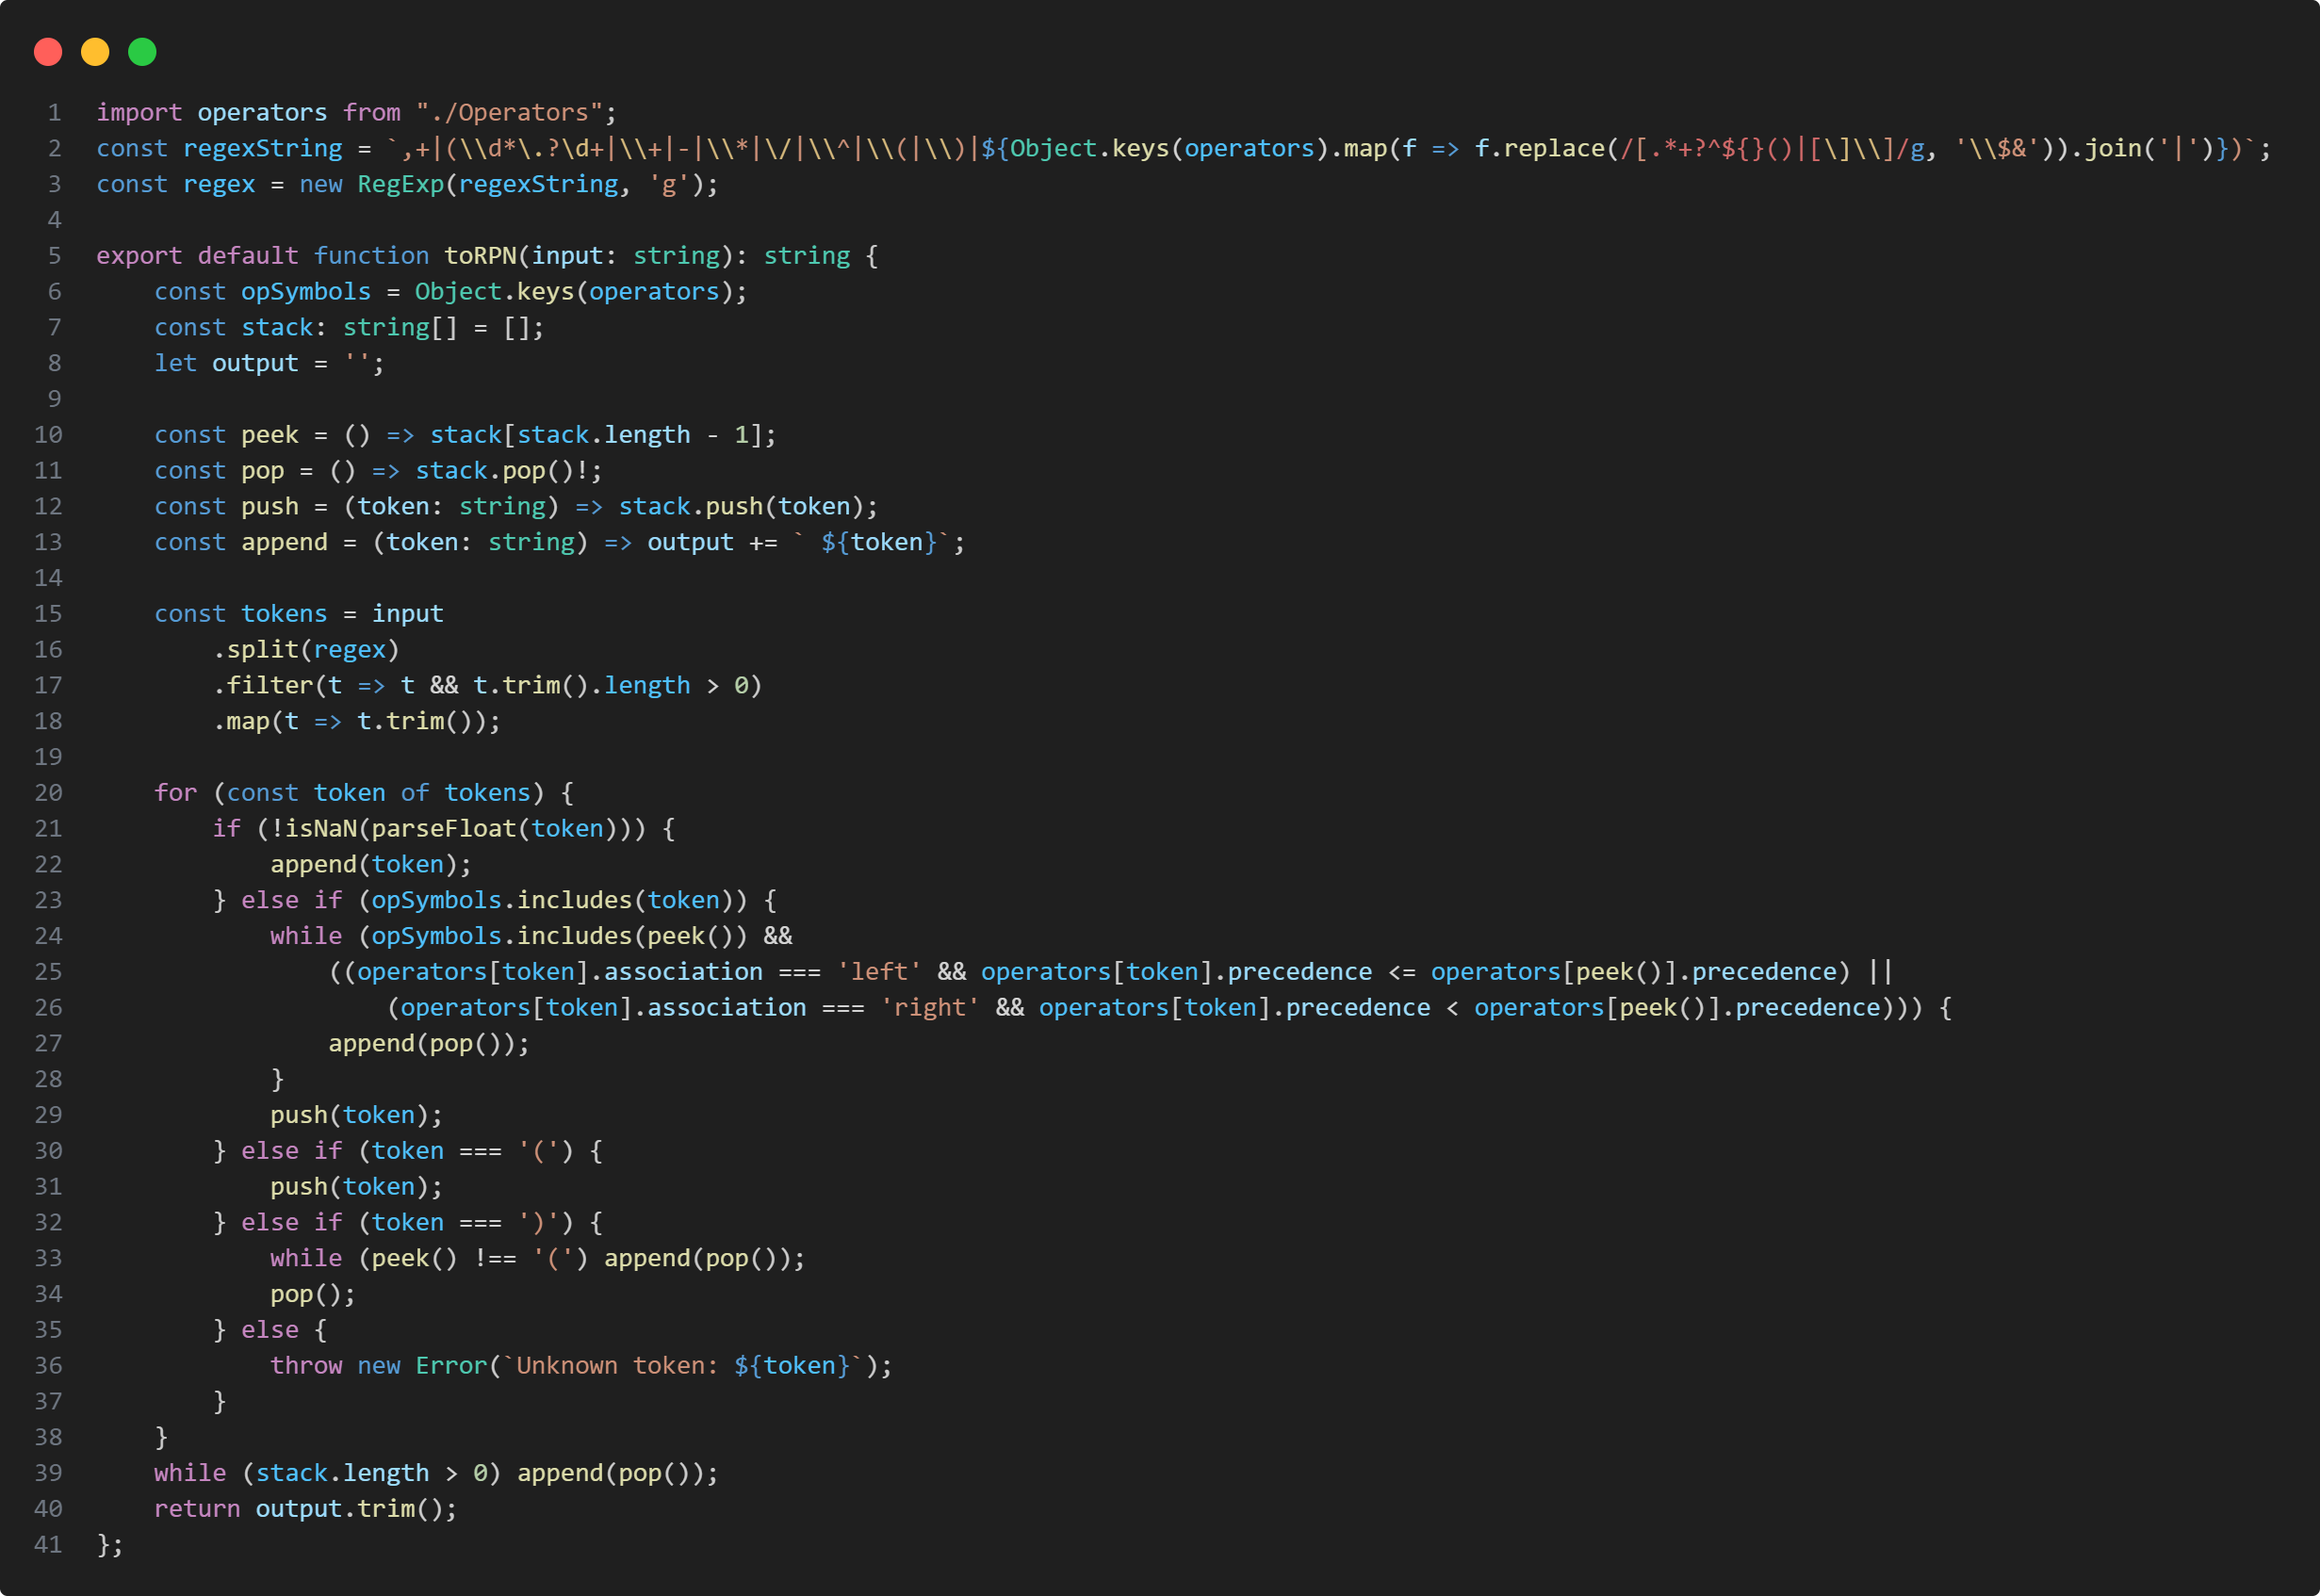 1 import operators from "./Operators";
2 const regexString = `,+|(\\d*\.?\d+|\\+|-|\\*|\/|\\^|\\(|\\)|${Object.keys(operators).map(f => f.replace(/[.*+?^${}()|[\]\\]/g, '\\$&')).join('|')})`;
3 const regex = new RegExp(regexString, 'g');
4
5 export default function toRPN(input: string): string {
6     const opSymbols = Object.keys(operators);
7     const stack: string[] = [];
8     let output = '';
9
10     const peek = () => stack[stack.length - 1];
11     const pop = () => stack.pop()!;
12     const push = (token: string) => stack.push(token);
13     const append = (token: string) => output += ` ${token}`;
14
15     const tokens = input
16         .split(regex)
17         .filter(t => t && t.trim().length > 0)
18         .map(t => t.trim());
19
20     for (const token of tokens) {
21         if (!isNaN(parseFloat(token))) {
22             append(token);
23         } else if (opSymbols.includes(token)) {
24             while (opSymbols.includes(peek()) &&
25                 ((operators[token].association === 'left' && operators[token].precedence <= operators[peek()].precedence) ||
26                     (operators[token].association === 'right' && operators[token].precedence < operators[peek()].precedence))) {
27                 append(pop());
28             }
29             push(token);
30         } else if (token === '(') {
31             push(token);
32         } else if (token === ')') {
33             while (peek() !== '(') append(pop());
34             pop();
35         } else {
36             throw new Error(`Unknown token: ${token}`);
37         }
38     }
39     while (stack.length > 0) append(pop());
40     return output.trim();
41 };